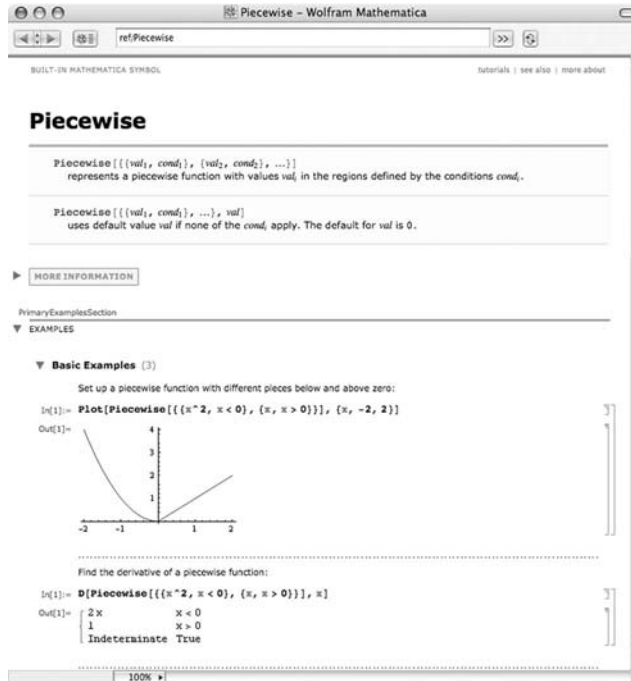 Piecewise – Wolfram Mathematica
ref/Piecewise
>>
BUILT-IN MATHEMATICA SYMBOL tutorials | see also | more about
Piecewise
Piecewise[{{val₁, cond₁}, {val₂, cond₂}, …}]
represents a piecewise function with values valᵢ in the regions defined by the conditions condᵢ.
Piecewise[{{val₁, cond₁}, …}, val]
uses default value val if none of the condᵢ apply. The default for val is 0.
MORE INFORMATION
PrimaryExamplesSection
EXAMPLES
Basic Examples (3)
Set up a piecewise function with different pieces below and above zero:
In[1]:= Plot[Piecewise[{{x^2, x < 0}, {x, x > 0}}], {x, -2, 2}]
Out[1]=
4
3
2
1
-2 -1 1 2
Find the derivative of a piecewise function:
In[1]:= D[Piecewise[{{x^2, x < 0}, {x, x > 0}}], x]
Out[1]= 2 x x < 0
1 x > 0
Indeterminate True
100%